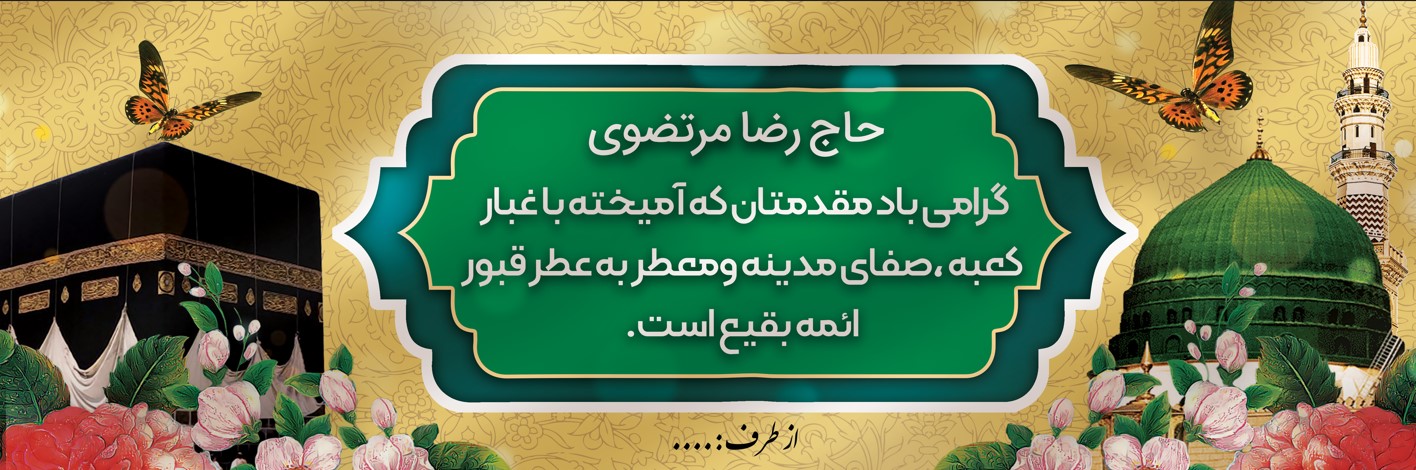 حاج رضا مرتضوی
گرامی باد مقدمتان که آمیخته با غبار
کعبه ،صفای مدینه ومعطر به عطر قبور
ائمه بقیع است.
از طرف:....